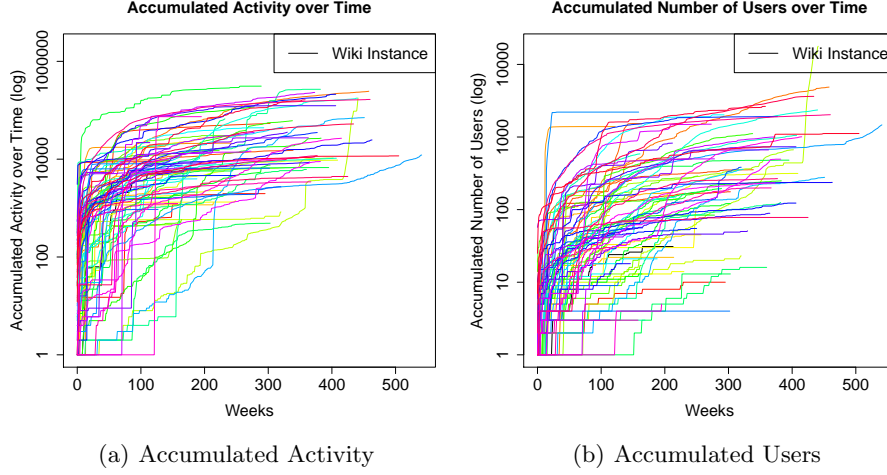 Accumulated Activity over Time
Wiki Instance
Accumulated Activity over Time (log)
1000000
10000
100
1
0 100 200 300 400 500
Weeks
(a) Accumulated Activity
Accumulated Number of Users over Time
Wiki Instance
Accumulated Number of Users (log)
10000
1000
100
10
1
0 100 200 300 400 500
Weeks
(b) Accumulated Users